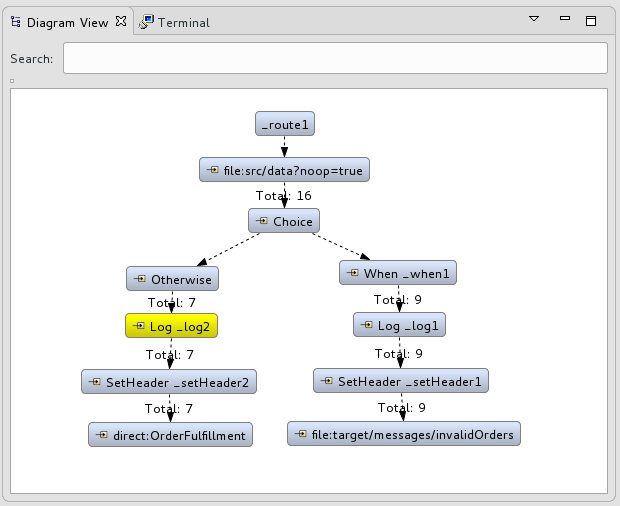 Diagram View
Terminal
Search:
_route1
file:src/data?noop=true
Total: 16
Choice
Otherwise
When _when1
Total: 7
Total: 9
Log _log2
Log _log1
Total: 7
Total: 9
SetHeader _setHeader2
SetHeader _setHeader1
Total: 7
Total: 9
direct:OrderFulfillment
file:target/messages/invalidOrders